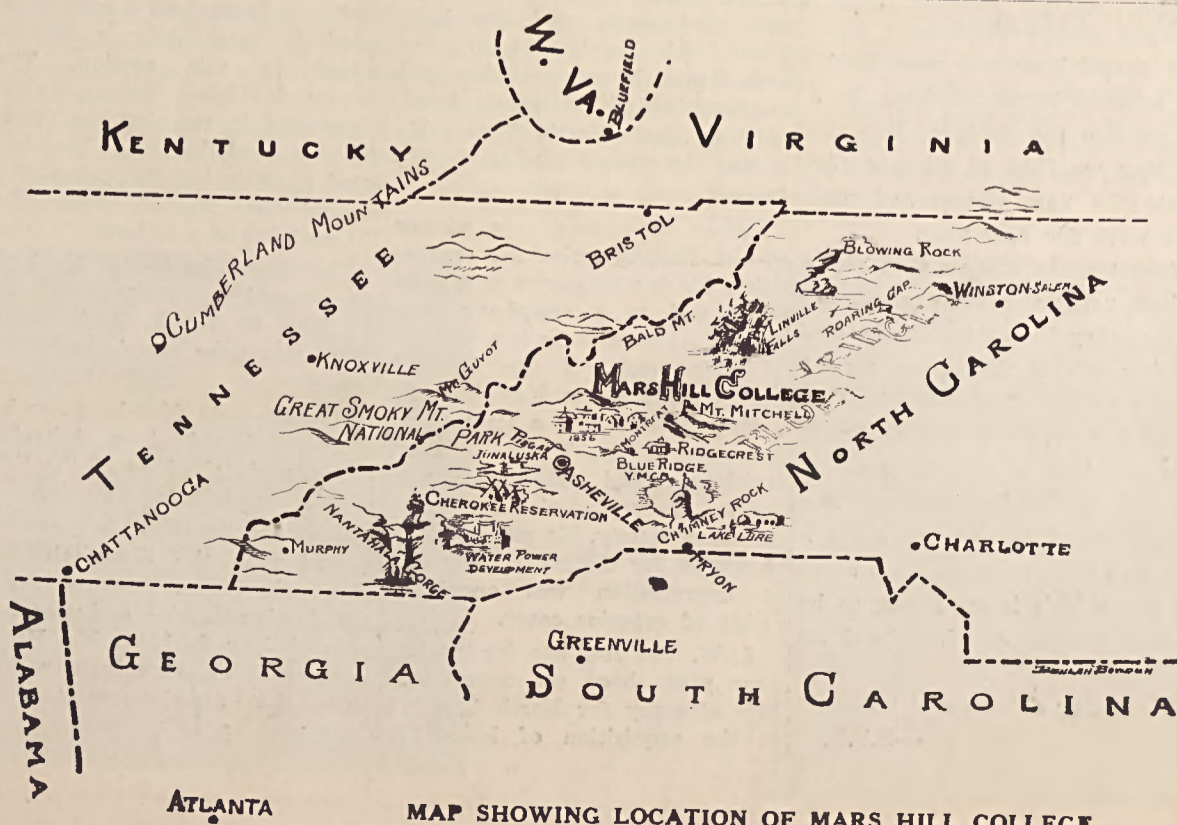 W. VA.
BLUEFIELD
KENTUCKY
VIRGINIA
CUMBERLAND MOUNTAINS
BRISTOL
BLOWING ROCK
TENNESSEE
WINSTON-SALEM
ROARING GAP
LINVILLE
FALLS
BALD MT.
KNOXVILLE
MT. GUYOT
MARS HILL COLLEGE
NORTH CAROLINA
GREAT SMOKY MT.
NATIONAL
PARK
1856
MONTREAT
MT. MITCHELL
RIDGECREST
JUNALUSKA
BLUE RIDGE
Y.M.C.A.
ASHEVILLE
CHATTANOOGA
CHEROKEE RESERVATION
CHIMNEY ROCK
LAKE LURE
MURPHY
NANTAHALA
GORGE
WATER POWER
DEVELOPMENT
TRYON
CHARLOTTE
ALABAMA
GEORGIA
GREENVILLE
SOUTH CAROLINA
ATLANTA
MAP SHOWING LOCATION OF MARS HILL COLLEGE